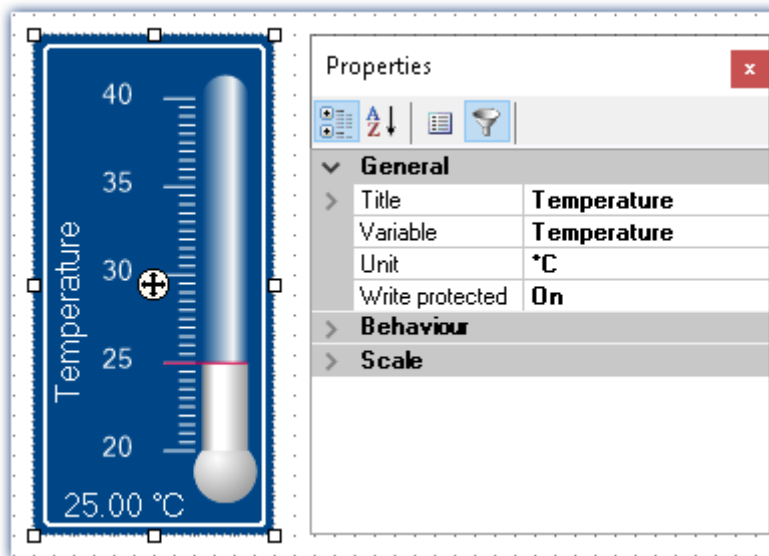 40
35
30
25
20
Temperature
25.00 °C
Properties
x
A
Z
General
Title Temperature
Variable Temperature
Unit °C
Write protected On
Behaviour
Scale